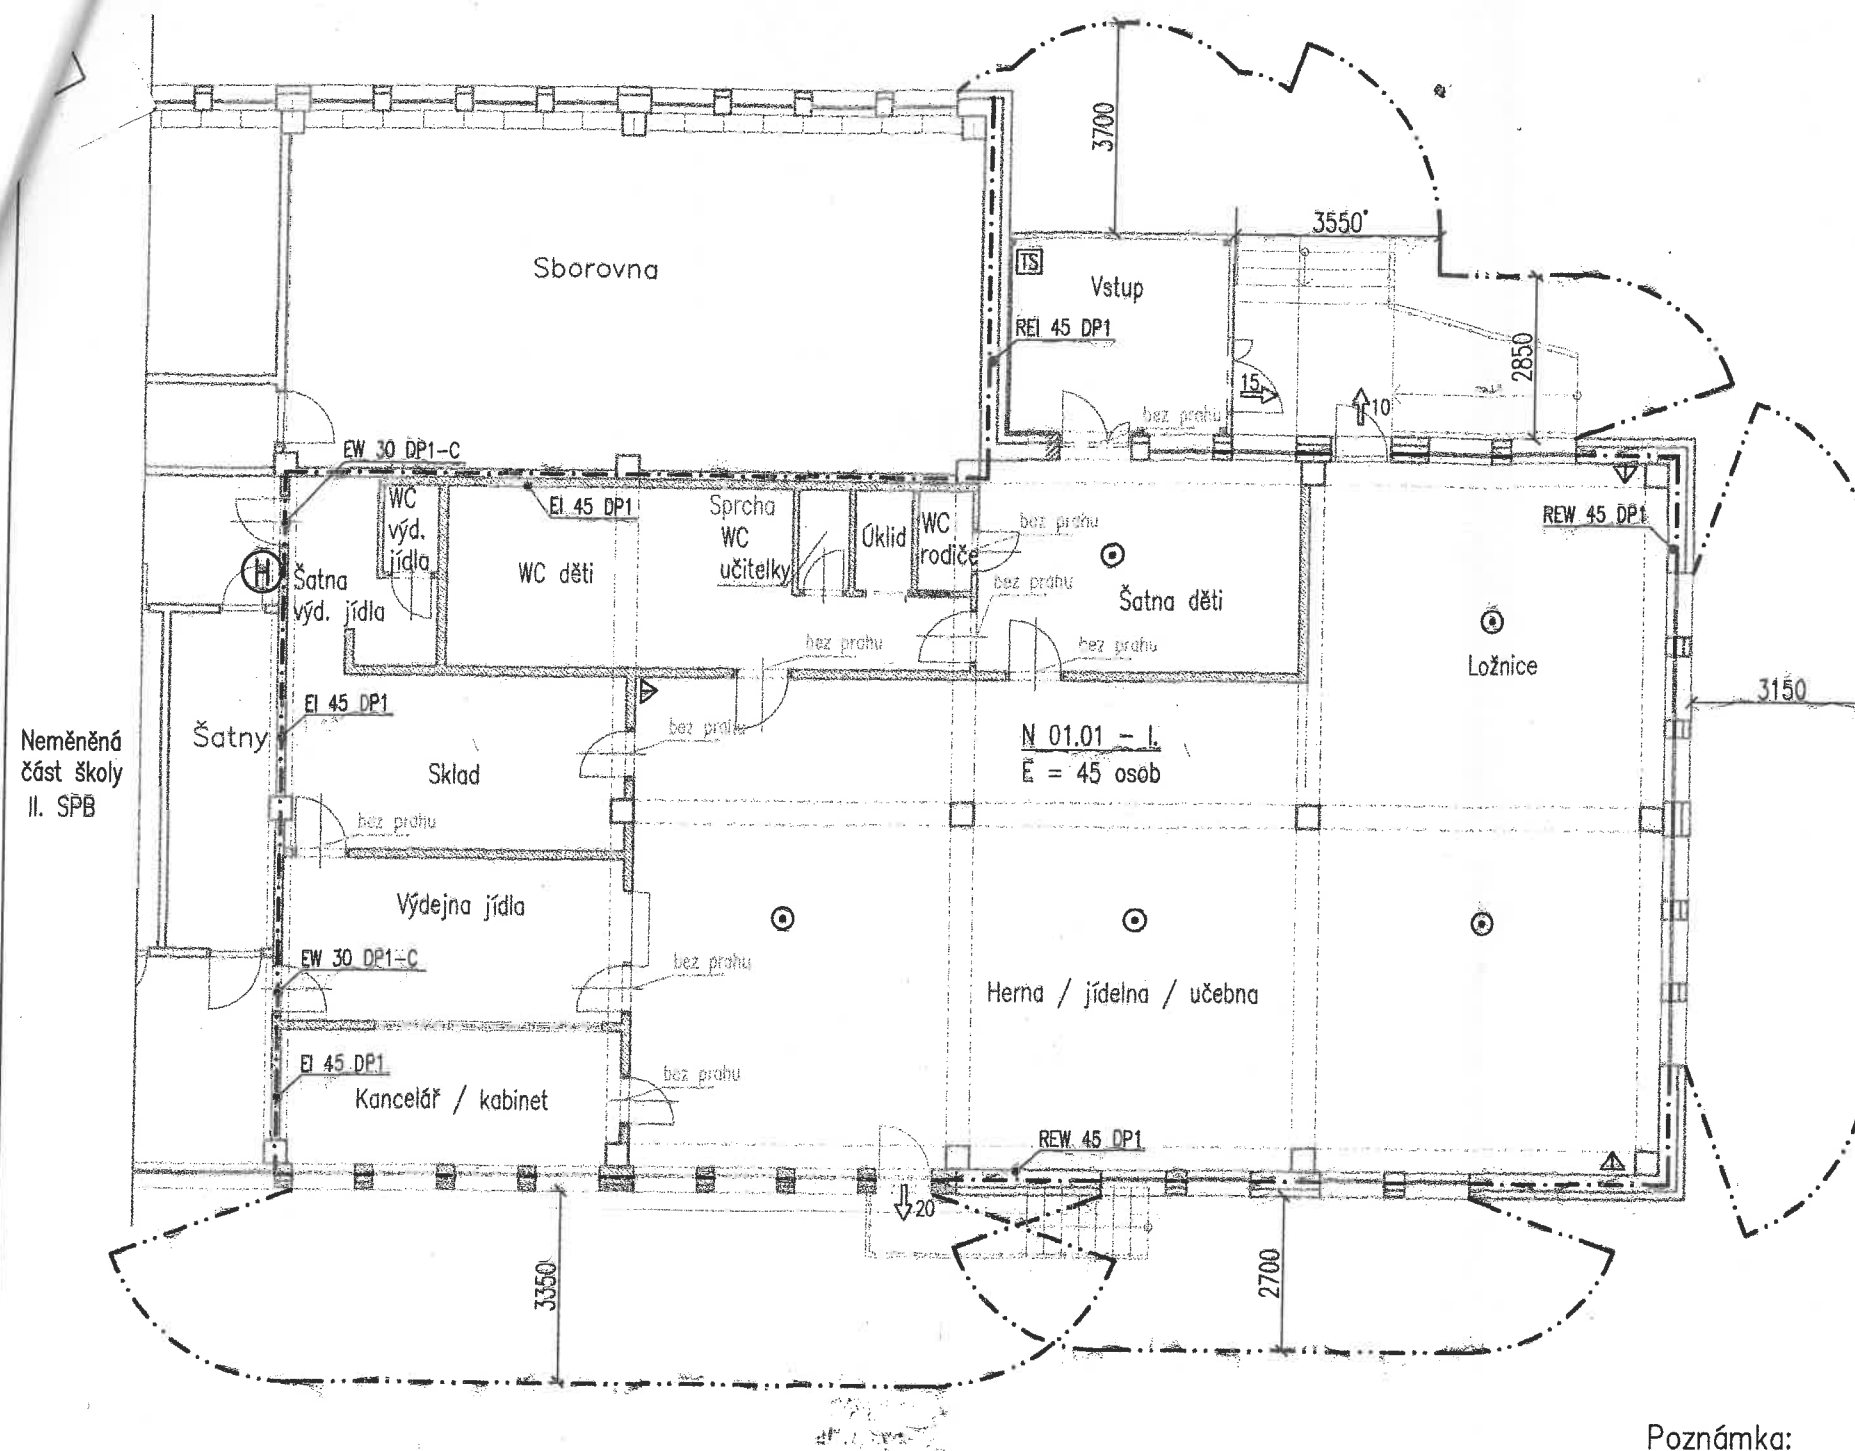 3700
3550
Sborovna
TS
Vstup
REI 45 DP1
2850
15
10
bez prahu
EW 30 DP1-C
WC
výd.
jídla
EI 45 DP1
Sprcha
WC
učitelky
Úklid
WC
rodiče
bez prahu
REW 45 DP1
H
Šatna
výd. jídla
WC děti
bez prahu
Šatna děti
bez prahu
bez prahu
Ložnice
3150
EI 45 DP1
Šatny
Neměněná
část školy
II. SPB
bez prahu
N 01.01 – I.
E = 45 osob
Sklad
bez prahu
Výdejna jídla
EW 30 DP1-C
bez prahu
Herna / jídelna / učebna
EI 45 DP1
Kancelář / kabinet
bez prahu
REW 45 DP1
20
3350
2700
Poznámka: